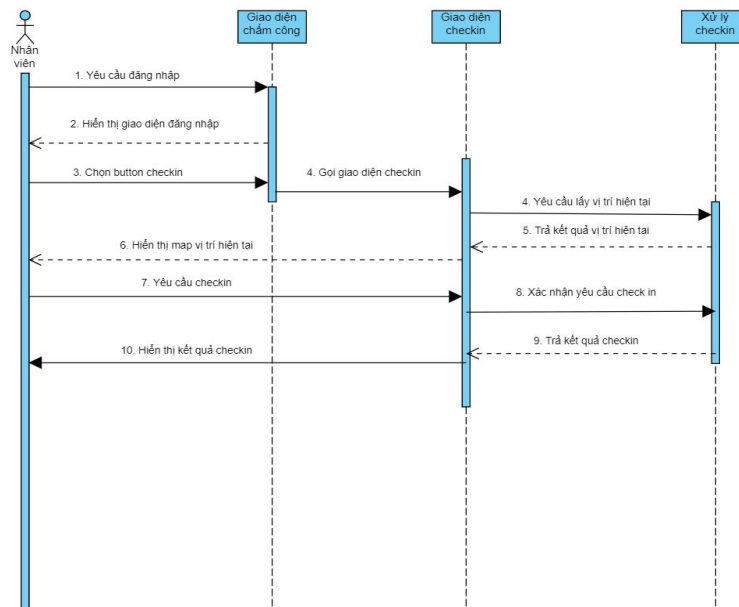 Giao diện
chấm công
Giao diện
checkin
Xử lý
checkin
Nhân
viên
1. Yêu cầu đăng nhập
2. Hiển thị giao diện đăng nhập
3. Chọn button checkin
4. Gọi giao diện checkin
4. Yêu cầu lấy vị trí hiện tại
5. Trả kết quả vị trí hiện tại
6. Hiển thị map vị trí hiện tại
7. Yêu cầu checkin
8. Xác nhận yêu cầu check in
9. Trả kết quả checkin
10. Hiển thị kết quả checkin